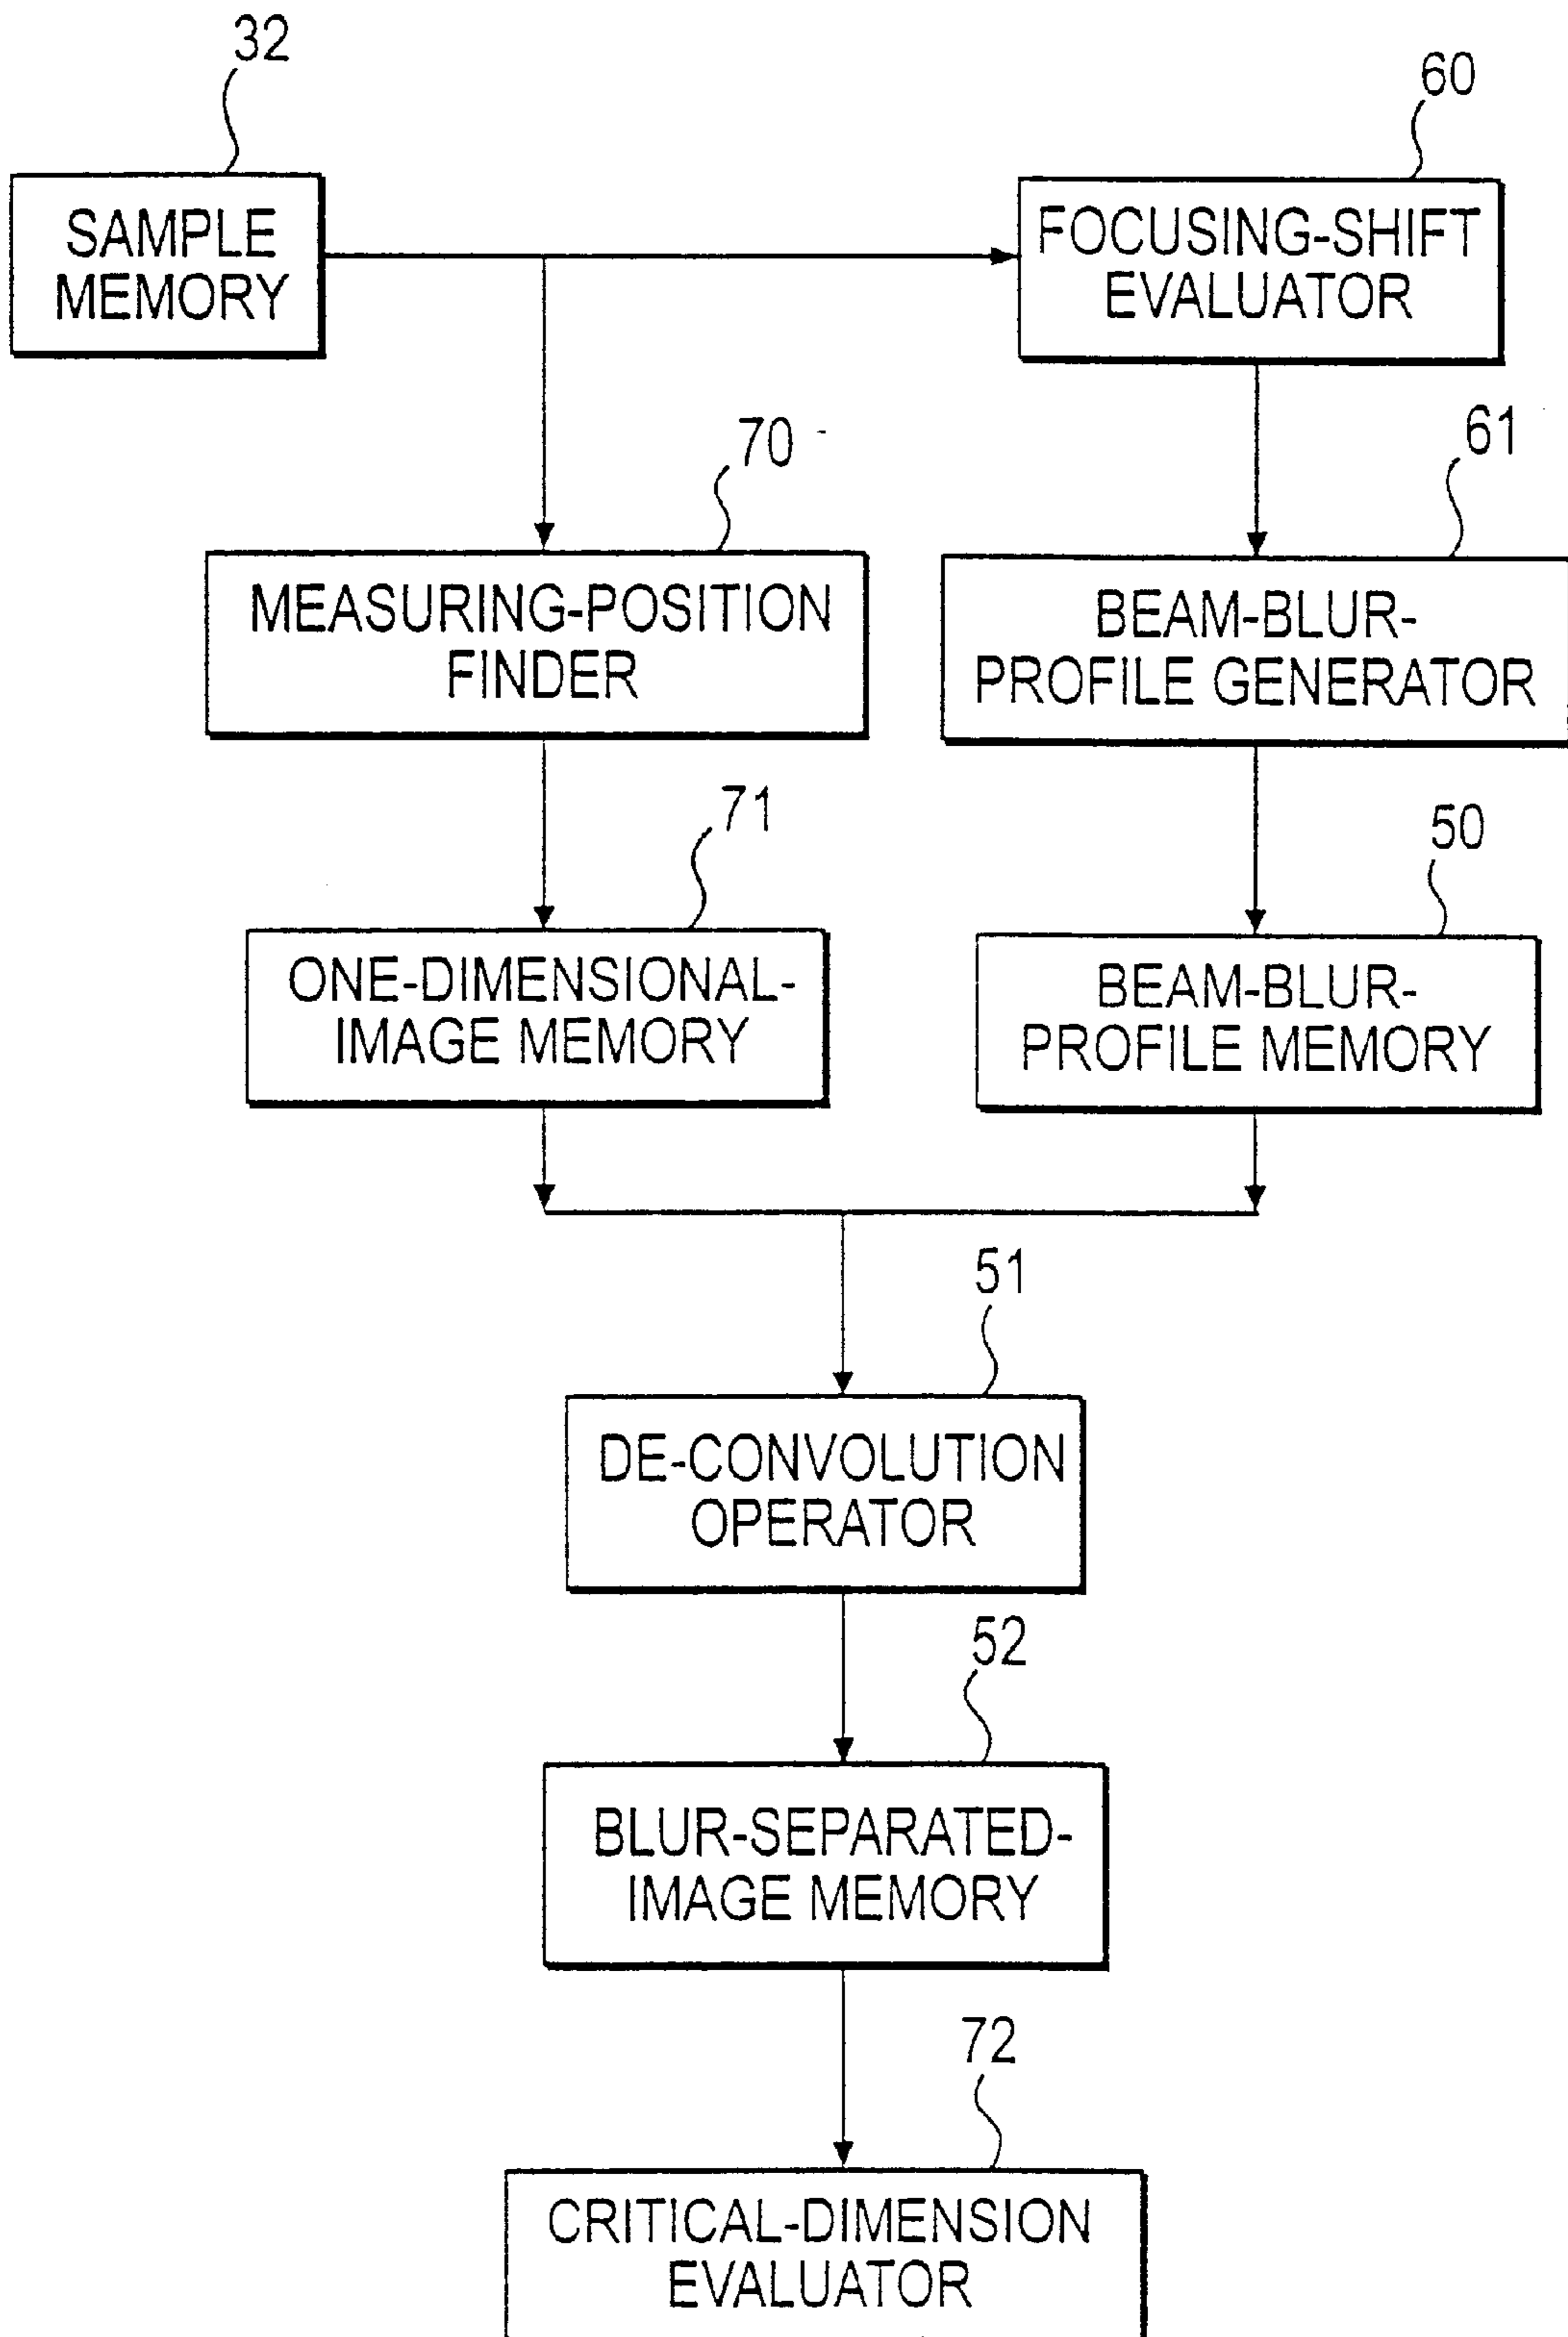 32
SAMPLE
MEMORY
60
FOCUSING-SHIFT
EVALUATOR
70
MEASURING-POSITION
FINDER
61
BEAM-BLUR-
PROFILE GENERATOR
71
ONE-DIMENSIONAL-
IMAGE MEMORY
50
BEAM-BLUR-
PROFILE MEMORY
51
DE-CONVOLUTION
OPERATOR
52
BLUR-SEPARATED-
IMAGE MEMORY
72
CRITICAL-DIMENSION
EVALUATOR